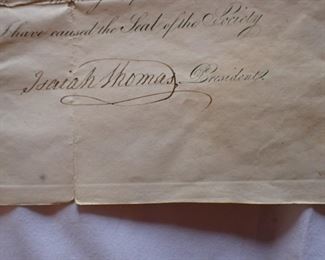 I have caused the Seal of the Society
Isaiah Thomas, President